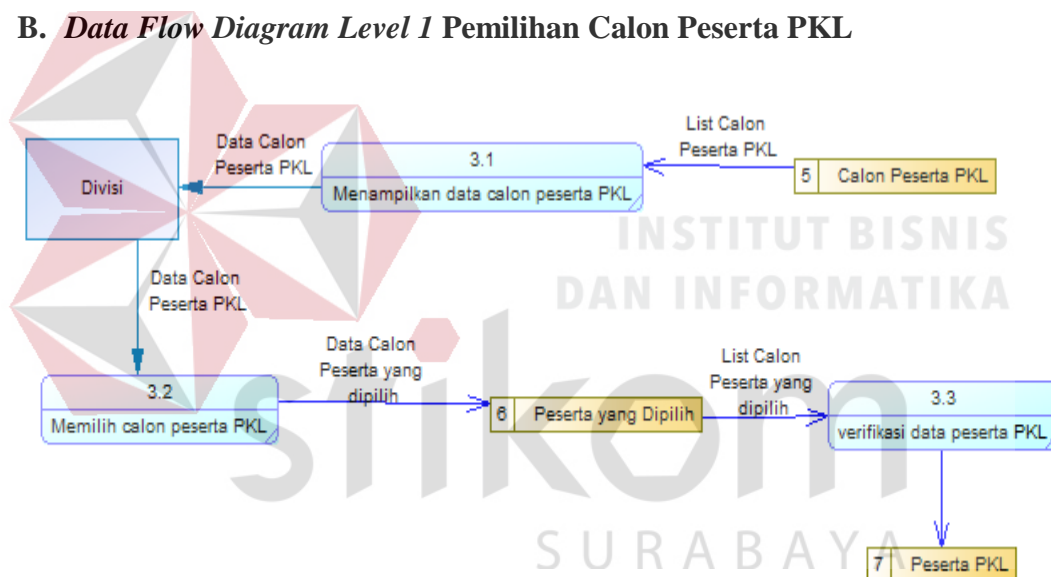 B. Data Flow Diagram Level 1 Pemilihan Calon Peserta PKL
List Calon
Peserta PKL
Data Calon
Peserta PKL
3.1
Menampilkan data calon peserta PKL
5 Calon Peserta PKL
Divisi
INSTITUT BISNIS
DAN INFORMATIKA
Data Calon
Peserta PKL
Data Calon
Peserta yang
dipilih
List Calon
Peserta yang
dipilih
3.2
Memilih calon peserta PKL
6 Peserta yang Dipilih
3.3
verifikasi data peserta PKL
stikom
SURABAYA
7 Peserta PKL